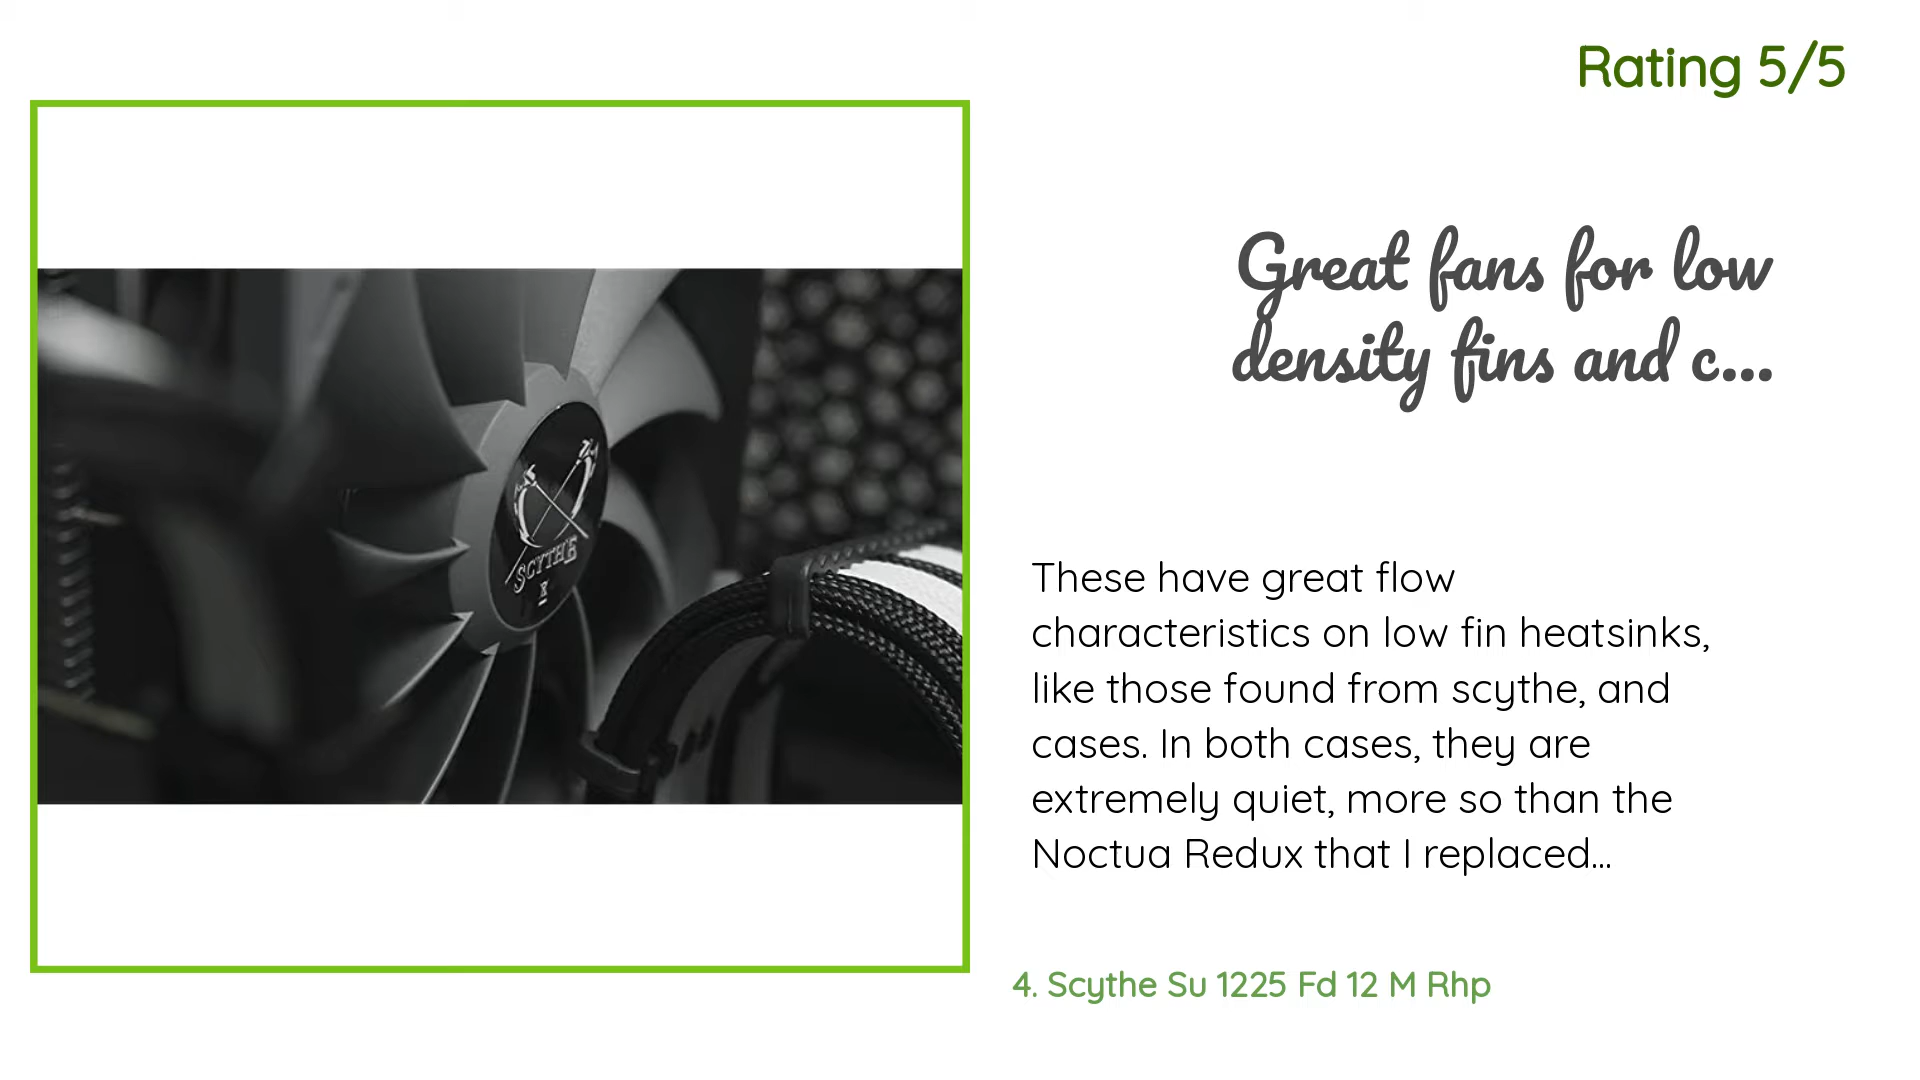 Rating 5/5
Great fans for low
density fins and c...
SCYTHE
These have great flow
characteristics on low fin heatsinks,
like those found from scythe, and
cases. In both cases, they are
extremely quiet, more so than the
Noctua Redux that I replaced...
4. Scythe Su 1225 Fd 12 M Rhp